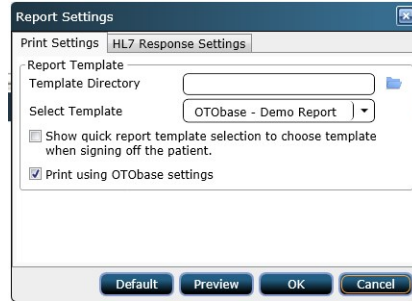 Report Settings
Print Settings HL7 Response Settings
Report Template
Template Directory
Select Template OTObase - Demo Report
Show quick report template selection to choose template
when signing off the patient.
Print using OTObase settings
Default Preview OK Cancel